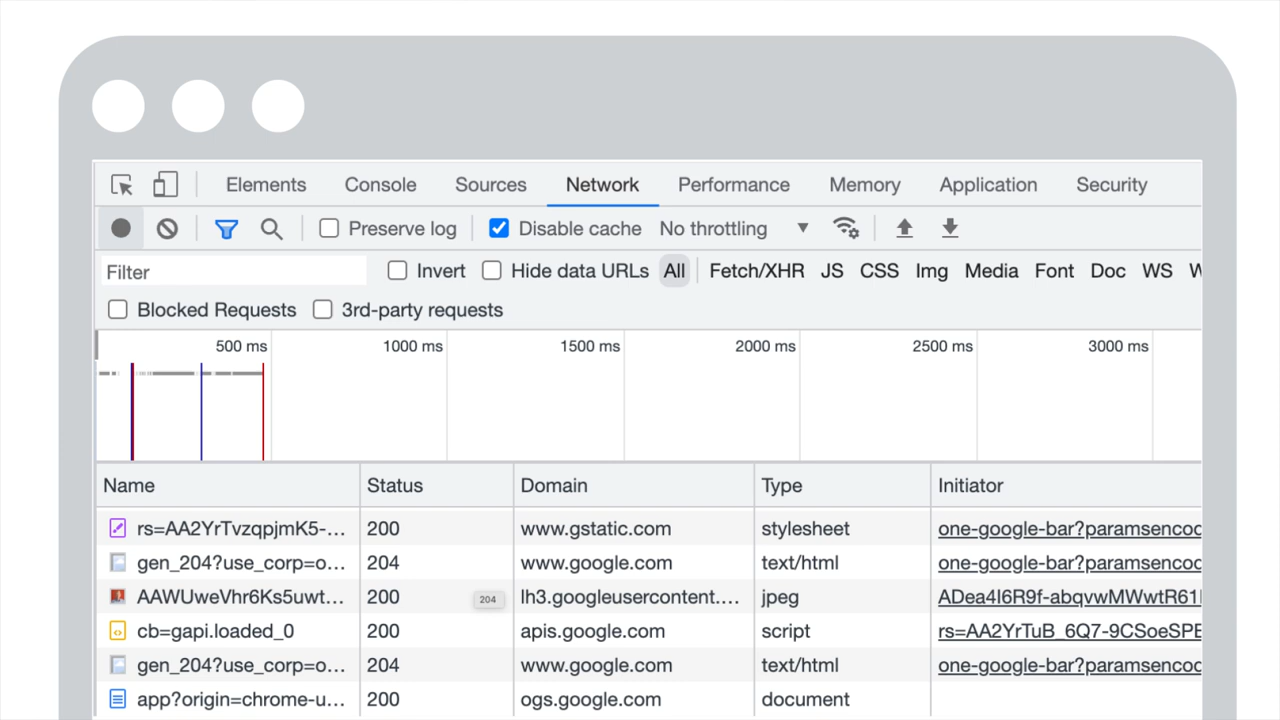 Elements Console Sources Network Performance Memory Application Security
Preserve log Disable cache No throttling
Filter Invert Hide data URLs All Fetch/XHR JS CSS Img Media Font Doc WS W
Blocked Requests 3rd-party requests
500 ms 1000 ms 1500 ms 2000 ms 2500 ms 3000 ms
Name Status Domain Type Initiator
rs=AA2YrTvzqpjmK5-... 200 www.gstatic.com stylesheet one-google-bar?paramsencod
gen_204?use_corp=o... 204 www.google.com text/html one-google-bar?paramsencod
AAWUweVhr6Ks5uwt... 200 204 lh3.googleusercontent.... jpeg ADea4I6R9f-abqvwMWwtR61
cb=gapi.loaded_0 200 apis.google.com script rs=AA2YrTuB_6Q7-9CSoeSPE
gen_204?use_corp=o... 204 www.google.com text/html one-google-bar?paramsencod
app?origin=chrome-u... 200 ogs.google.com document